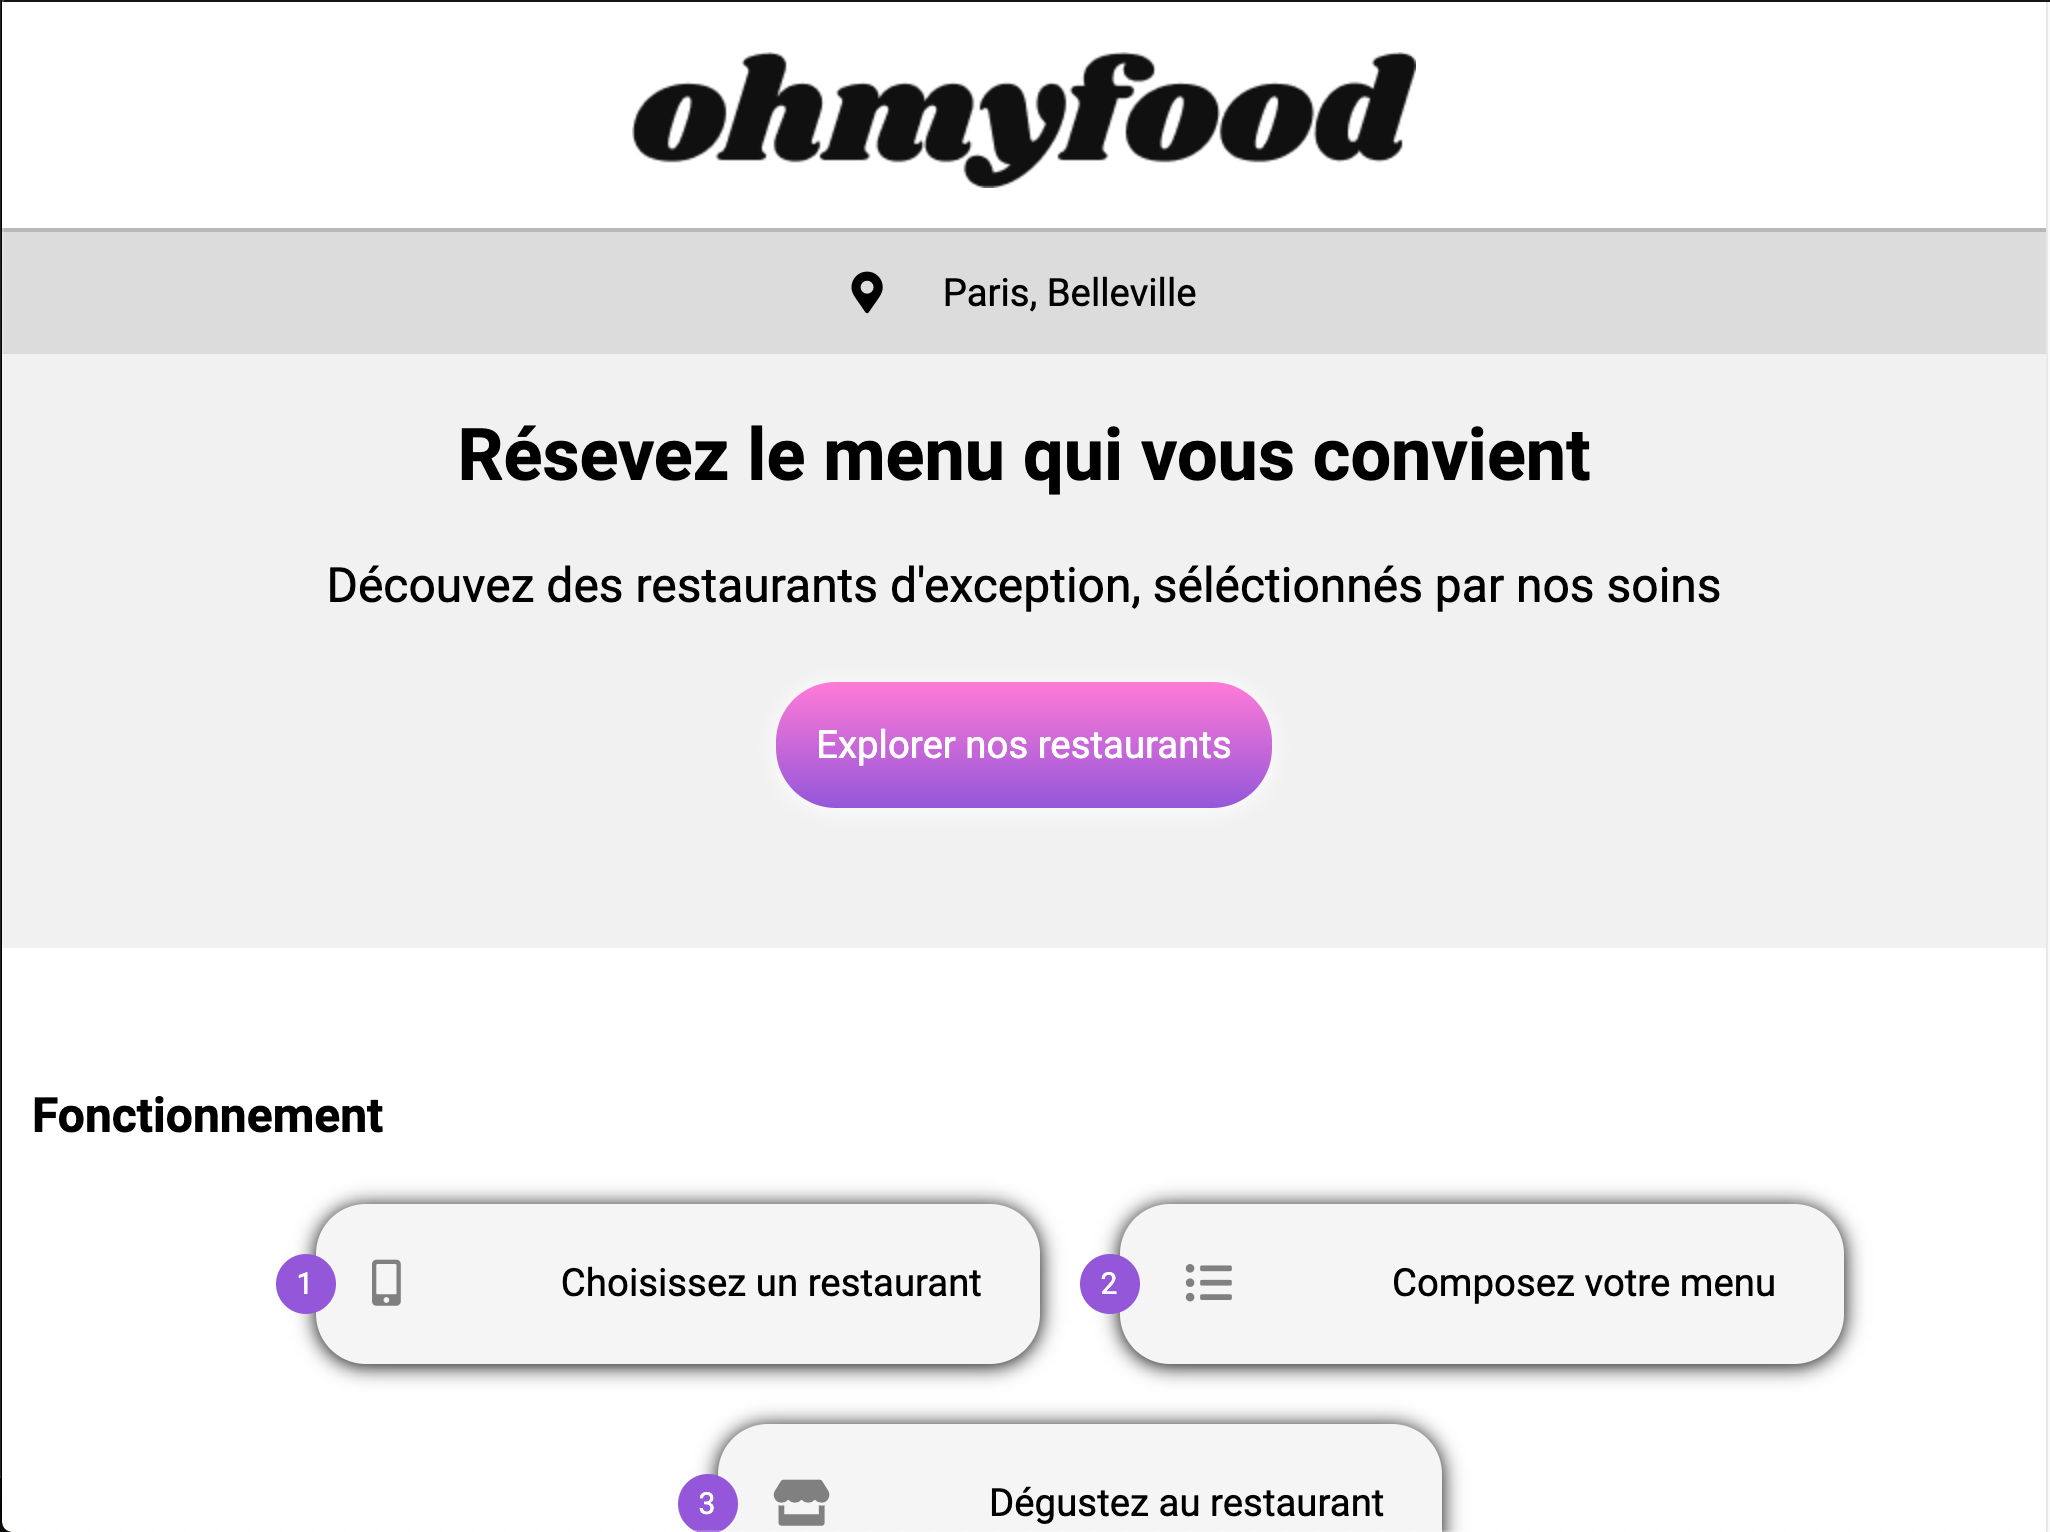 ohmyfood
Paris, Belleville
Résevez le menu qui vous convient
Découvez des restaurants d'exception, séléctionnés par nos soins
Explorer nos restaurants
Fonctionnement
1 Choisissez un restaurant
2 Composez votre menu
3 Dégustez au restaurant